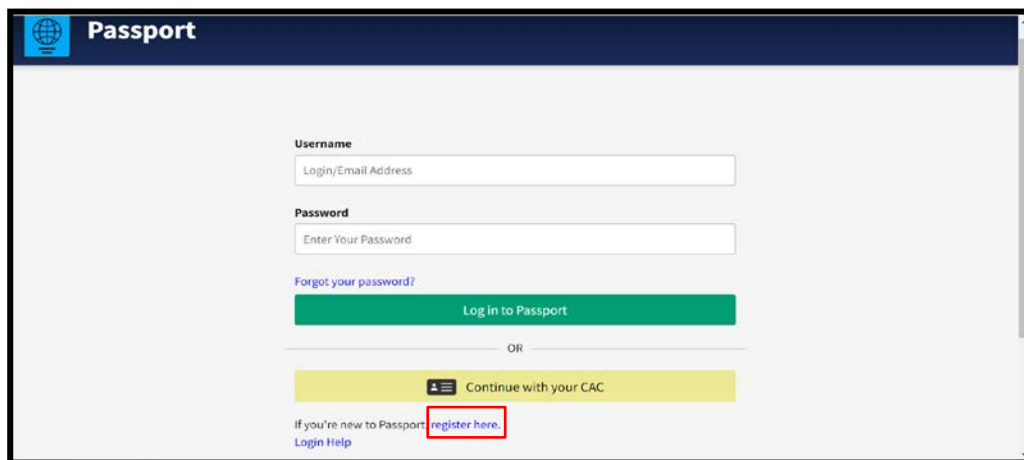 Passport
Username
Login/Email Address
Password
Enter Your Password
Forgot your password?
Log in to Passport
OR
Continue with your CAC
If you're new to Passport, register here.
Login Help